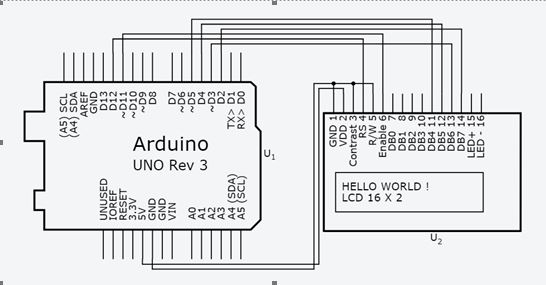 (A5) SCL
(A4) SDA
AREF
GND
D13
D12
~D11
~D10
~D9
D8
D7
~D6
~D5
D4
~D3
D2
TX> D1
RX> D0
Arduino
UNO Rev 3
U1
UNUSED
IOREF
RESET
3.3V
5V
GND
GND
VIN
A0
A1
A2
A3
A4 (SDA)
A5 (SCL)
GND 1
VDD 2
Contrast 3
RS 4
R/W 5
Enable 6
DB0 7
DB1 8
DB2 9
DB3 10
DB4 11
DB5 12
DB6 13
DB7 14
LED+ 15
LED - 16
HELLO WORLD !
LCD 16 X 2
U2